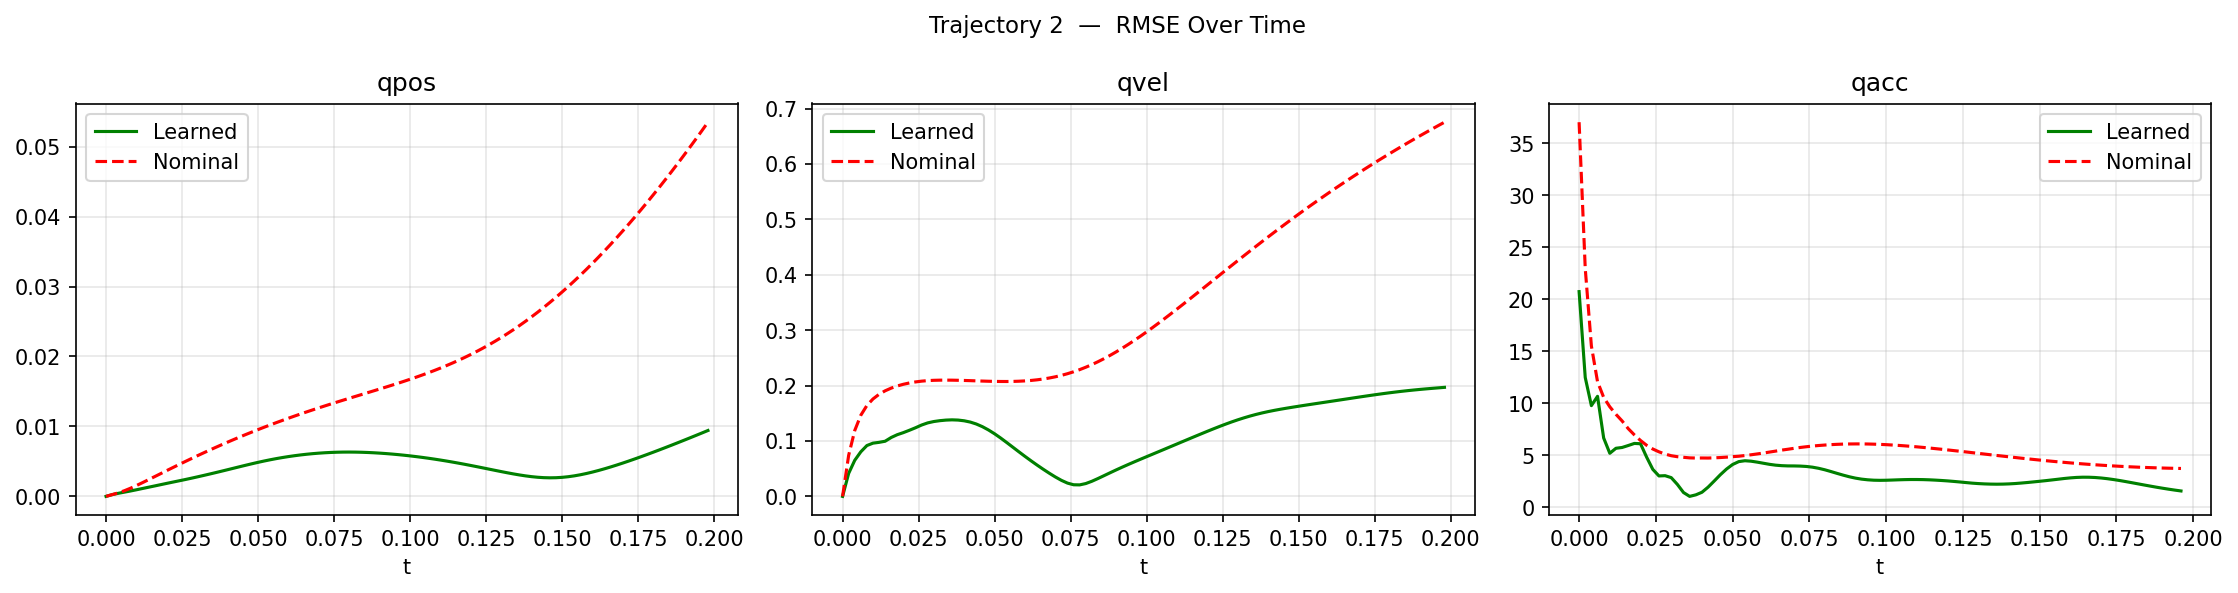 Trajectory 2 — RMSE Over Time
qpos
Learned
Nominal
0.05
0.04
0.03
0.02
0.01
0.00
0.000 0.025 0.050 0.075 0.100 0.125 0.150 0.175 0.200
t
qvel
Learned
Nominal
0.7
0.6
0.5
0.4
0.3
0.2
0.1
0.0
0.000 0.025 0.050 0.075 0.100 0.125 0.150 0.175 0.200
t
qacc
Learned
Nominal
35
30
25
20
15
10
5
0
0.000 0.025 0.050 0.075 0.100 0.125 0.150 0.175 0.200
t